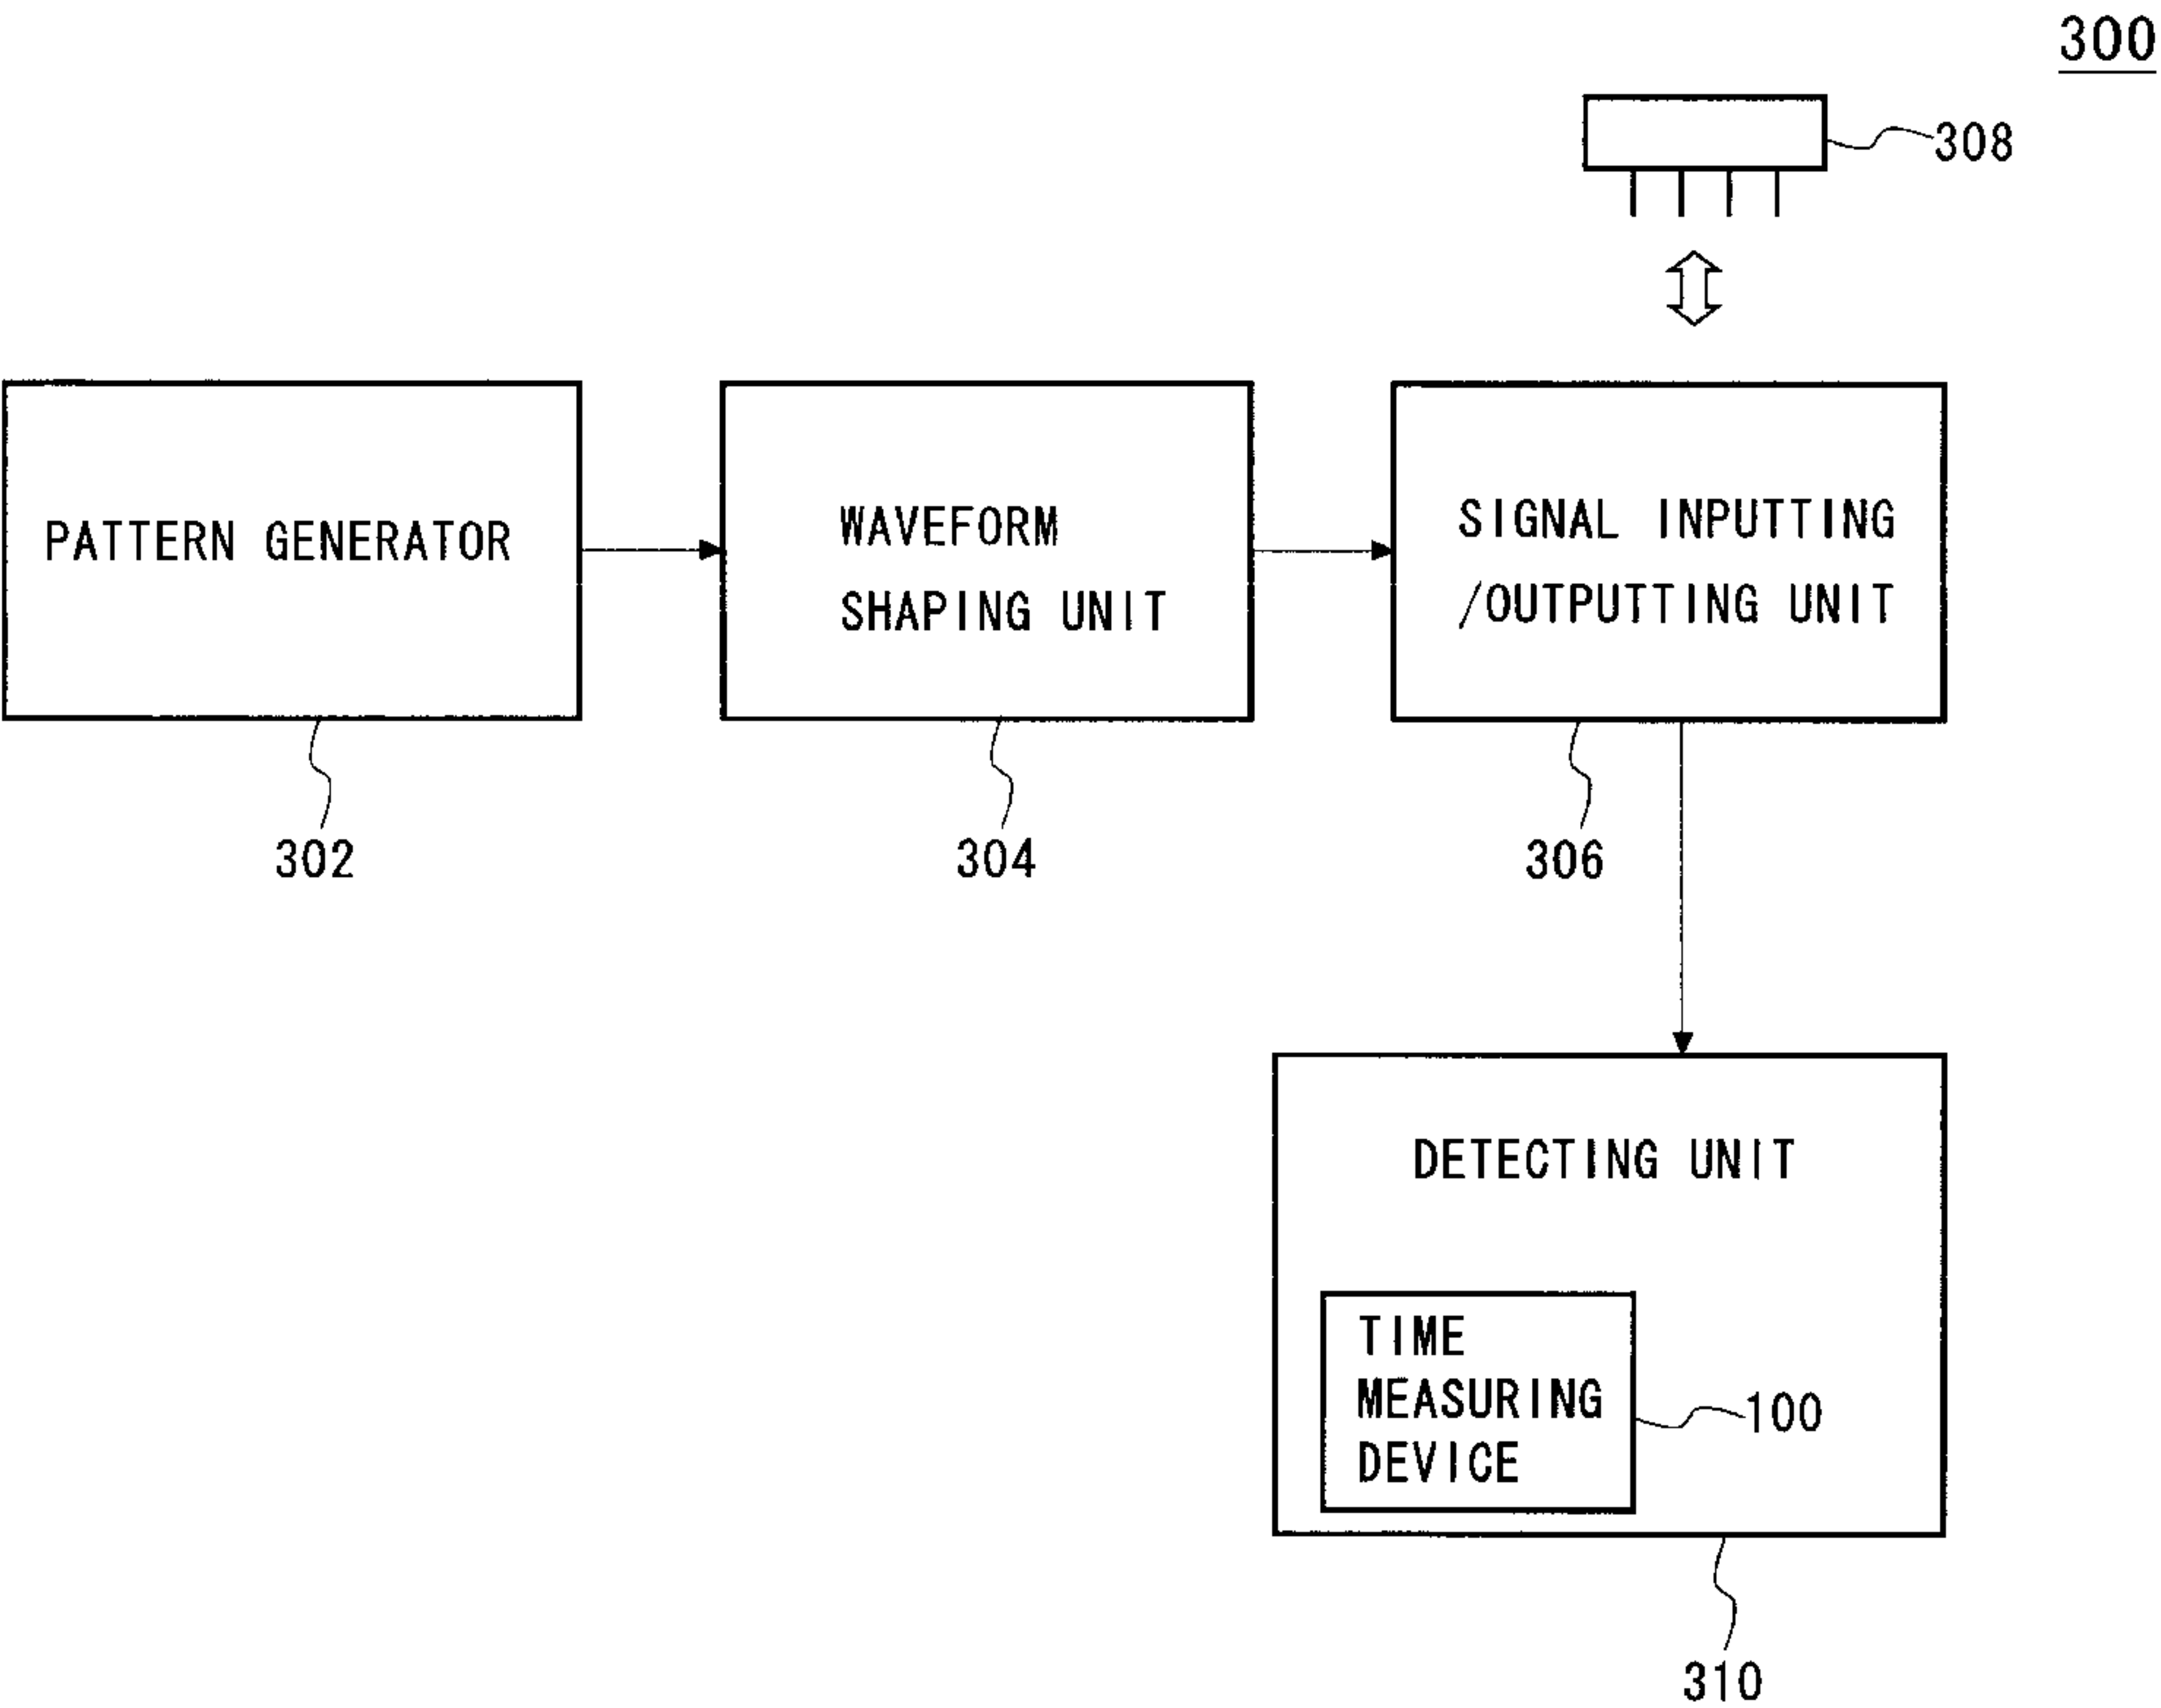 300
308
PATTERN GENERATOR
WAVEFORM
SHAPING UNIT
SIGNAL INPUTTING
/OUTPUTTING UNIT
302
304
306
DETECTING UNIT
TIME
MEASURING
DEVICE
100
310